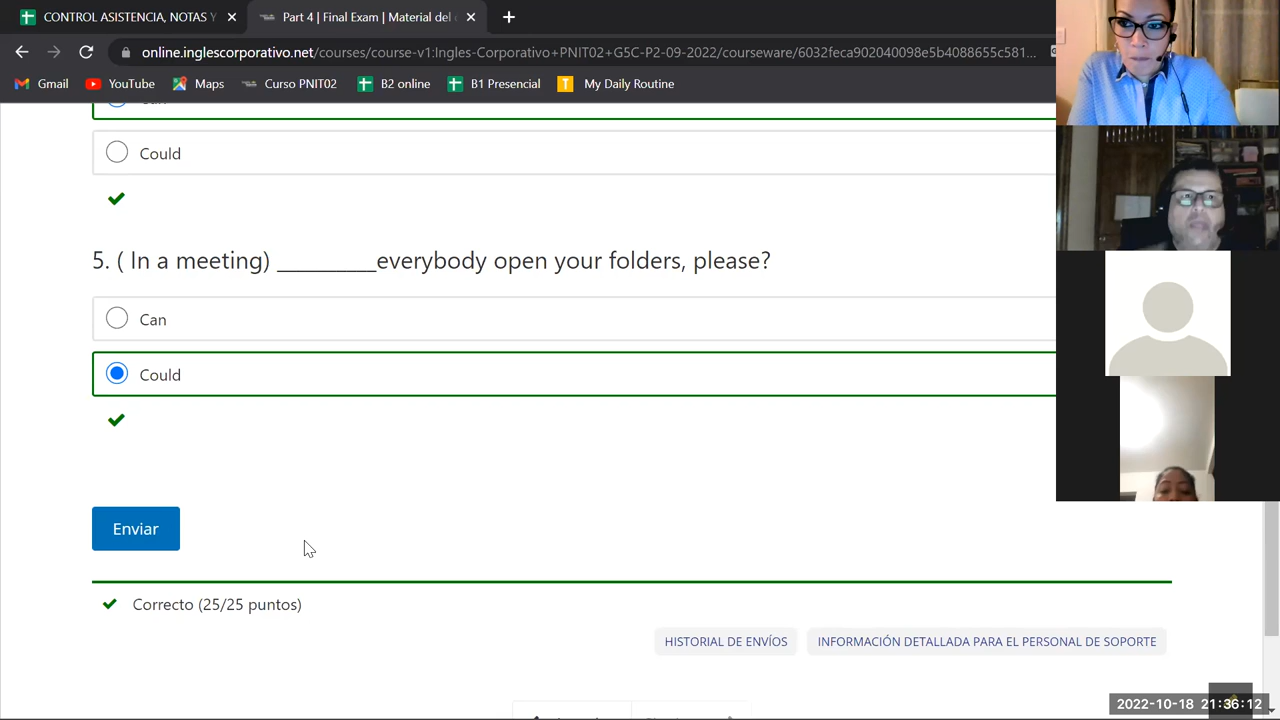 CONTROL ASISTENCIA, NOTAS Y
Part 4 | Final Exam | Material del
online.inglescorporativo.net/courses/course-v1:Ingles-Corporativo+PNIT02+G5C-P2-09-2022/courseware/6032feca902040098e5b4088655c581...
Gmail
YouTube
Maps
Curso PNIT02
B2 online
B1 Presencial
My Daily Routine
Could
5. ( In a meeting) __________everybody open your folders, please?
Can
Could
Enviar
Correcto (25/25 puntos)
HISTORIAL DE ENVÍOS
INFORMACIÓN DETALLADA PARA EL PERSONAL DE SOPORTE
2022-10-18 21:36:12